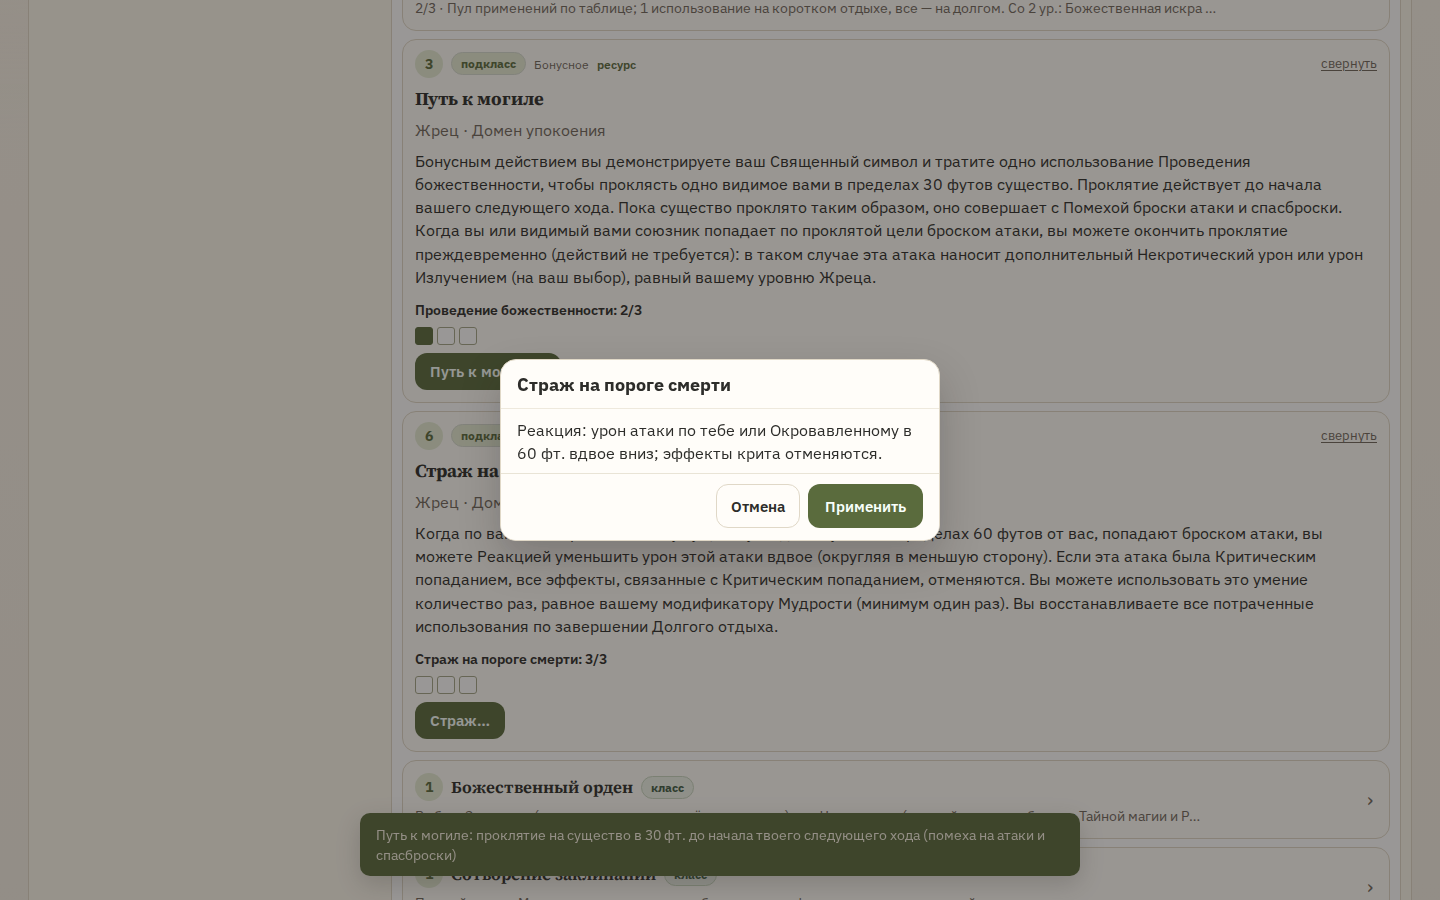 2/3 · Пул применений по таблице; 1 использование на коротком отдыхе, все — на долгом. Со 2 ур.: Божественная искра ...
3 подкласс Бонусное ресурс свернуть
Путь к могиле
Жрец · Домен упокоения
Бонусным действием вы демонстрируете ваш Священный символ и тратите одно использование Проведения
божественности, чтобы проклясть одно видимое вами в пределах 30 футов существо. Проклятие действует до начала
вашего следующего хода. Пока существо проклято таким образом, оно совершает с Помехой броски атаки и спасброски.
Когда вы или видимый вами союзник попадает по проклятой цели броском атаки, вы можете окончить проклятие
преждевременно (действий не требуется): в таком случае эта атака наносит дополнительный Некротический урон или урон
Излучением (на ваш выбор), равный вашему уровню Жреца.
Проведение божественности: 2/3
Путь к мо
Страж на пороге смерти
Реакция: урон атаки по тебе или Окровавленному в
60 фт. вдвое вниз; эффекты крита отменяются.
Отмена Применить
6 подкла свернуть
Страж на
Жрец · Дом
Когда по ва елах 60 футов от вас, попадают броском атаки, вы
можете Реакцией уменьшить урон этой атаки вдвое (округляя в меньшую сторону). Если эта атака была Критическим
попаданием, все эффекты, связанные с Критическим попаданием, отменяются. Вы можете использовать это умение
количество раз, равное вашему модификатору Мудрости (минимум один раз). Вы восстанавливаете все потраченные
использования по завершении Долгого отдыха.
Страж на пороге смерти: 3/3
Страж...
1 Божественный орден класс
Тайной магии и Р...
Путь к могиле: проклятие на существо в 30 фт. до начала твоего следующего хода (помеха на атаки и
спасброски)
1 Сотворение заклинаний класс